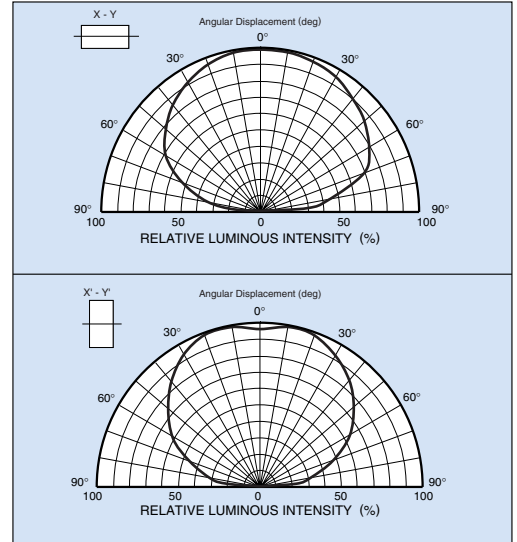 X - Y
Angular Displacement (deg)
0°
30° 30°
60° 60°
90° 90°
100 50 0 50 100
RELATIVE LUMINOUS INTENSITY (%)
X' - Y'
Angular Displacement (deg)
0°
30° 30°
60° 60°
90° 90°
100 50 0 50 100
RELATIVE LUMINOUS INTENSITY (%)